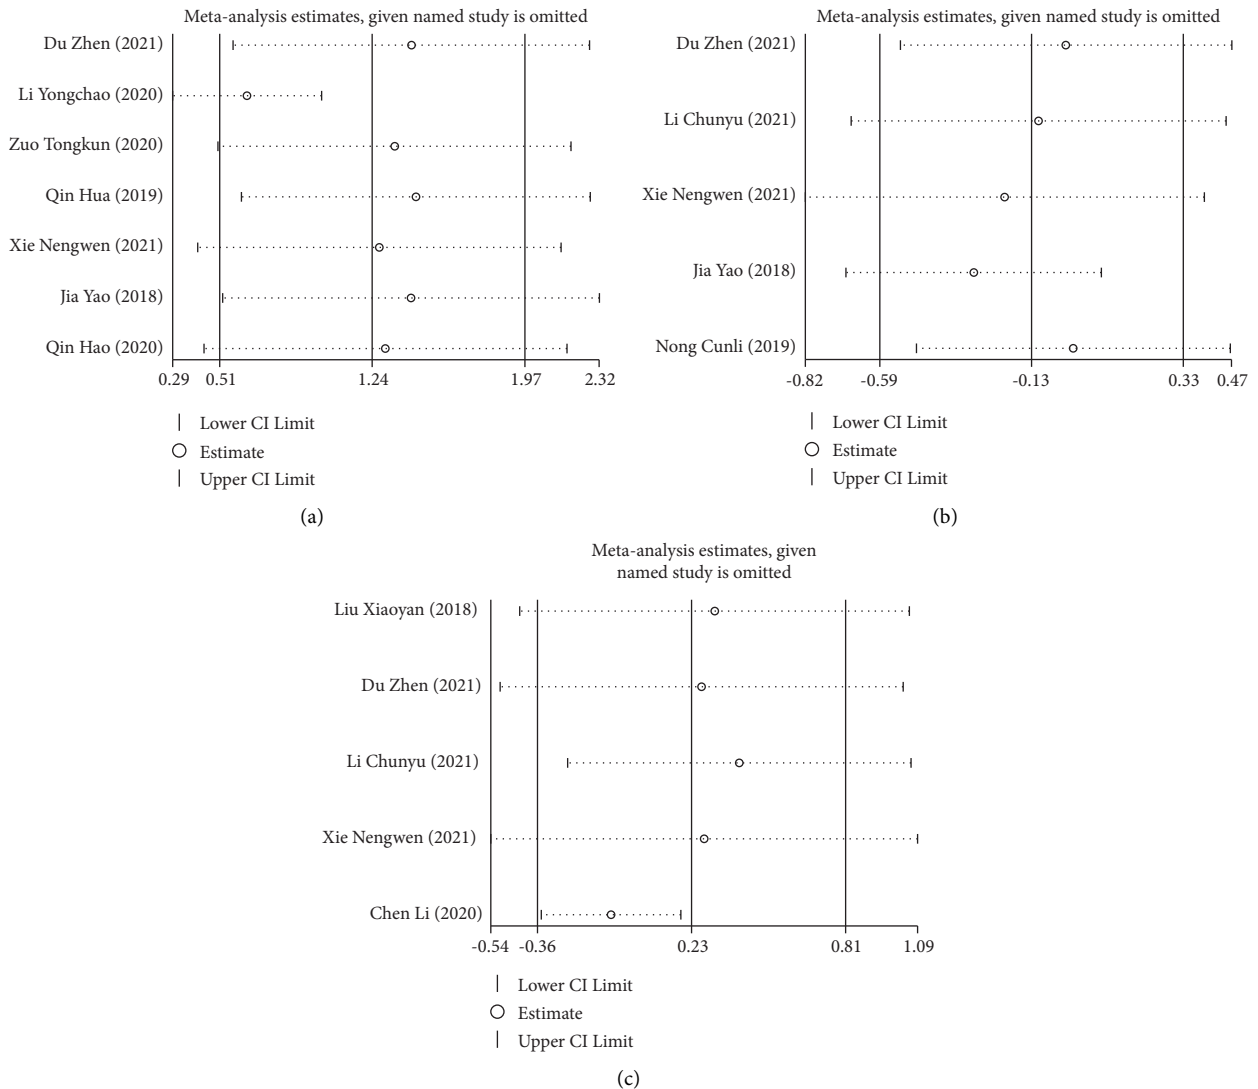 Meta-analysis estimates, given named study is omitted
Du Zhen (2021)
Li Yongchao (2020)
Zuo Tongkun (2020)
Qin Hua (2019)
Xie Nengwen (2021)
Jia Yao (2018)
Qin Hao (2020)
0.29 0.51 1.24 1.97 2.32
Lower CI Limit
Estimate
Upper CI Limit
(a)
Meta-analysis estimates, given named study is omitted
Du Zhen (2021)
Li Chunyu (2021)
Xie Nengwen (2021)
Jia Yao (2018)
Nong Cunli (2019)
-0.82 -0.59 -0.13 0.33 0.47
Lower CI Limit
Estimate
Upper CI Limit
(b)
Meta-analysis estimates, given
named study is omitted
Liu Xiaoyan (2018)
Du Zhen (2021)
Li Chunyu (2021)
Xie Nengwen (2021)
Chen Li (2020)
-0.54 -0.36 0.23 0.81 1.09
Lower CI Limit
Estimate
Upper CI Limit
(c)